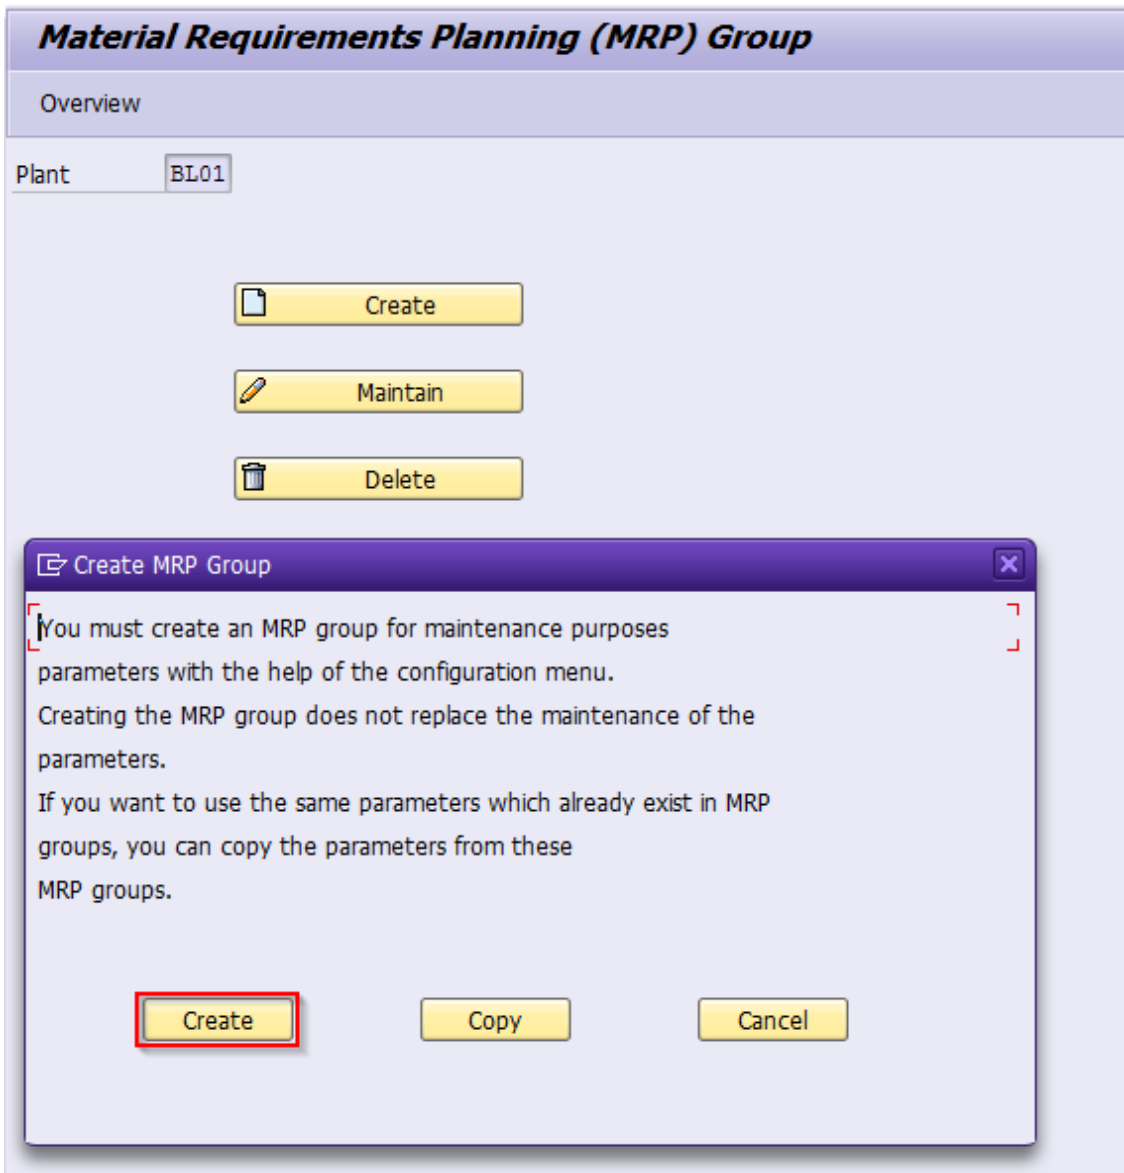 Material Requirements Planning (MRP) Group
Overview
Plant BL01
Create
Maintain
Delete
Create MRP Group
You must create an MRP group for maintenance purposes
parameters with the help of the configuration menu.
Creating the MRP group does not replace the maintenance of the
parameters.
If you want to use the same parameters which already exist in MRP
groups, you can copy the parameters from these
MRP groups.
Create Copy Cancel